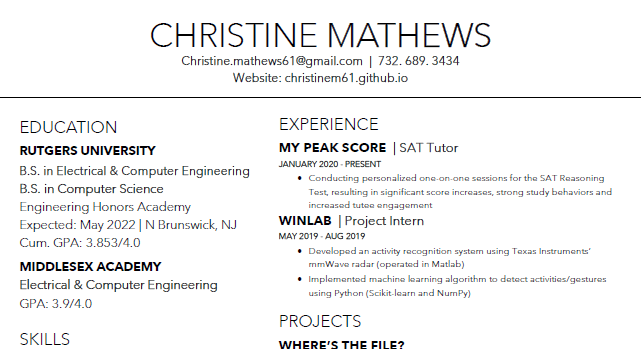 CHRISTINE MATHEWS
Christine.mathews61@gmail.com | 732. 689. 3434
Website: christinem61.github.io
EDUCATION
RUTGERS UNIVERSITY
B.S. in Electrical & Computer Engineering
B.S. in Computer Science
Engineering Honors Academy
Expected: May 2022 | N Brunswick, NJ
Cum. GPA: 3.853/4.0
MIDDLESEX ACADEMY
Electrical & Computer Engineering
GPA: 3.9/4.0
SKILLS
EXPERIENCE
MY PEAK SCORE | SAT Tutor
JANUARY 2020 - PRESENT
• Conducting personalized one-on-one sessions for the SAT Reasoning
Test, resulting in significant score increases, strong study behaviors and
increased tutee engagement
WINLAB | Project Intern
MAY 2019 - AUG 2019
• Developed an activity recognition system using Texas Instruments'
mmWave radar (operated in Matlab)
• Implemented machine learning algorithm to detect activities/gestures
using Python (Scikit-learn and NumPy)
PROJECTS
WHERE'S THE FILE?